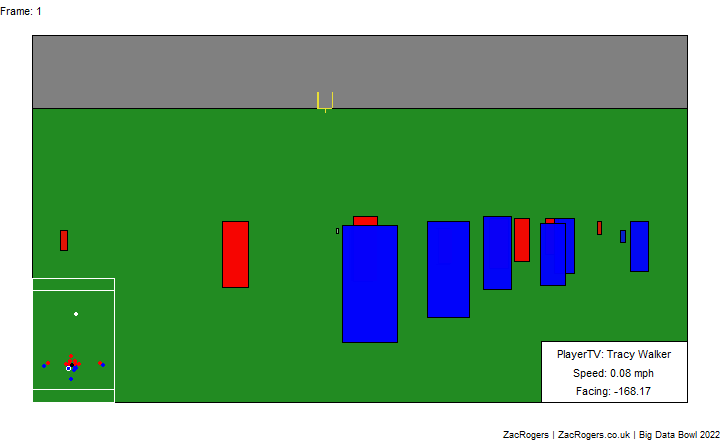 Frame: 1
PlayerTV: Tracy Walker
Speed: 0.08 mph
Facing: -168.17
ZacRogers | ZacRogers.co.uk | Big Data Bowl 2022